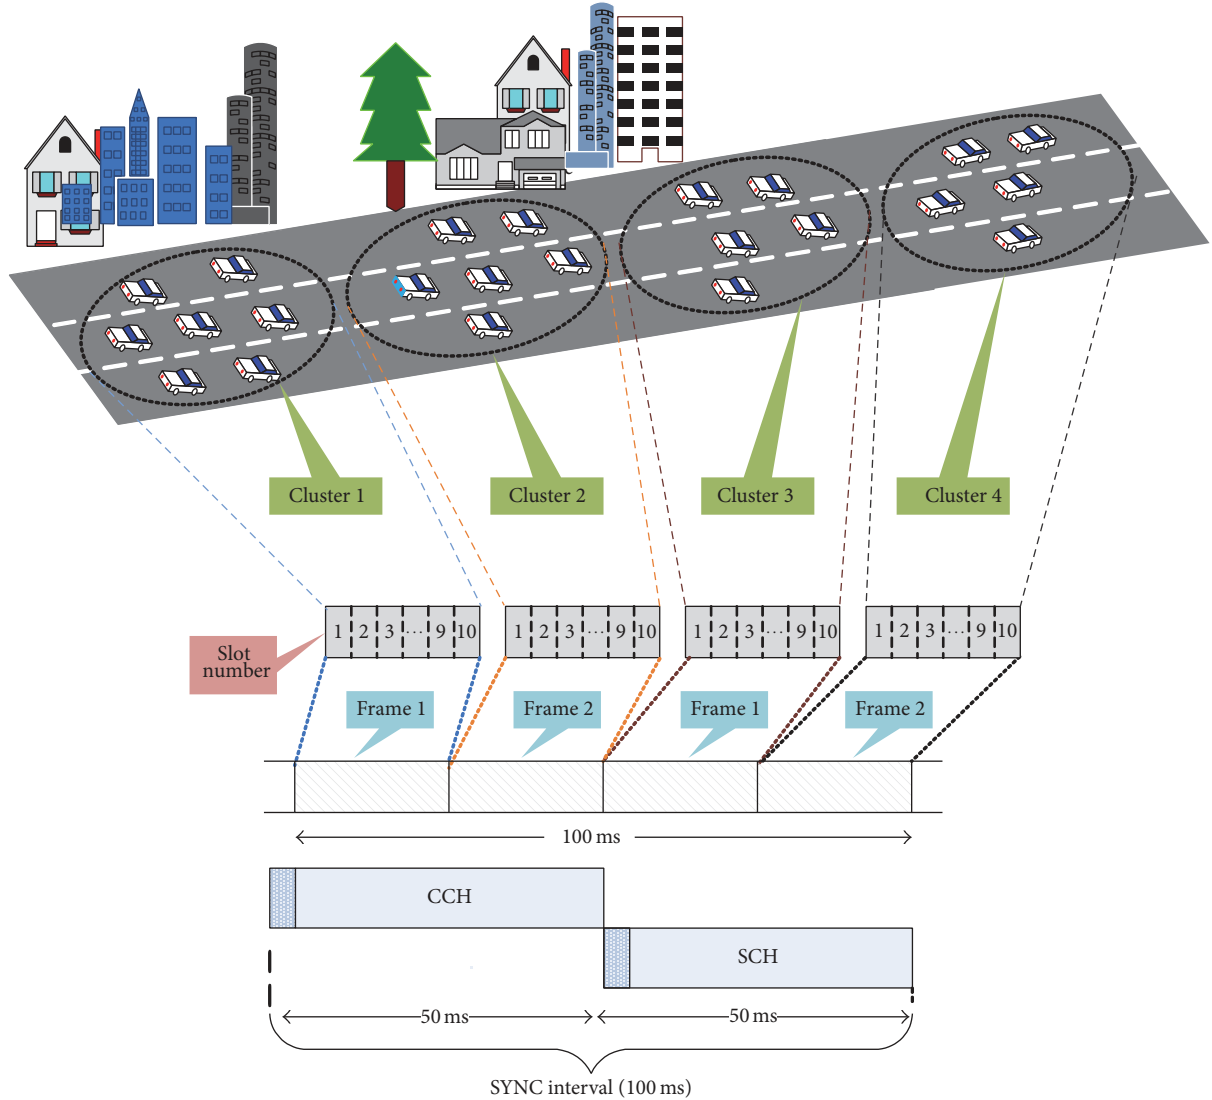 Cluster 1
Cluster 2
Cluster 3
Cluster 4
1 2 3 ... 9 10
1 2 3 ... 9 10
1 2 3 ... 9 10
1 2 3 ... 9 10
Slot
number
Frame 1
Frame 2
Frame 1
Frame 2
100 ms
CCH
SCH
50 ms
50 ms
SYNC interval (100 ms)